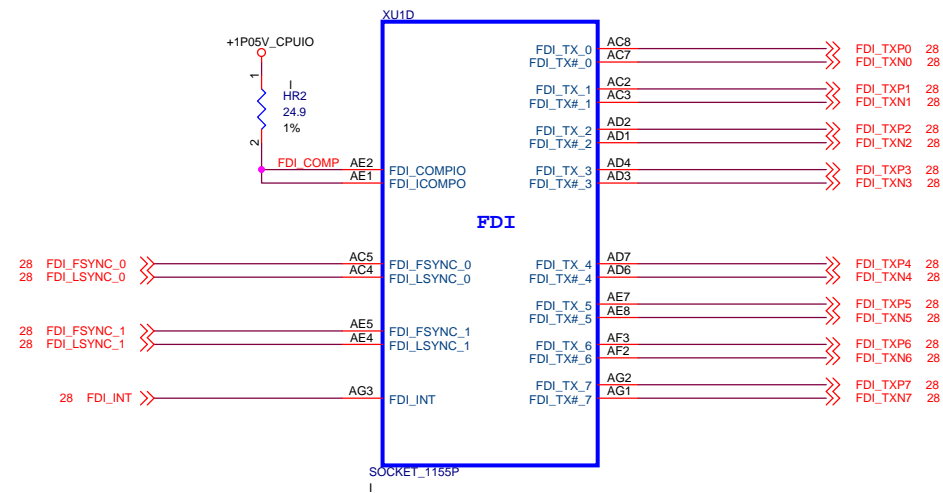 XU1D
+1P05V_CPUIO
1
I
HR2
24.9
1%
2
FDI_COMP AE2 FDI_COMPIO
AE1 FDI_ICOMPO
FDI
28 FDI_FSYNC_0 AC5 FDI_FSYNC_0
28 FDI_LSYNC_0 AC4 FDI_LSYNC_0
28 FDI_FSYNC_1 AE5 FDI_FSYNC_1
28 FDI_LSYNC_1 AE4 FDI_LSYNC_1
28 FDI_INT AG3 FDI_INT
FDI_TX_0 AC8 FDI_TXP0 28
FDI_TX#_0 AC7 FDI_TXN0 28
FDI_TX_1 AC2 FDI_TXP1 28
FDI_TX#_1 AC3 FDI_TXN1 28
FDI_TX_2 AD2 FDI_TXP2 28
FDI_TX#_2 AD1 FDI_TXN2 28
FDI_TX_3 AD4 FDI_TXP3 28
FDI_TX#_3 AD3 FDI_TXN3 28
FDI_TX_4 AD7 FDI_TXP4 28
FDI_TX#_4 AD6 FDI_TXN4 28
FDI_TX_5 AE7 FDI_TXP5 28
FDI_TX#_5 AE8 FDI_TXN5 28
FDI_TX_6 AF3 FDI_TXP6 28
FDI_TX#_6 AF2 FDI_TXN6 28
FDI_TX_7 AG2 FDI_TXP7 28
FDI_TX#_7 AG1 FDI_TXN7 28
SOCKET_1155P
I